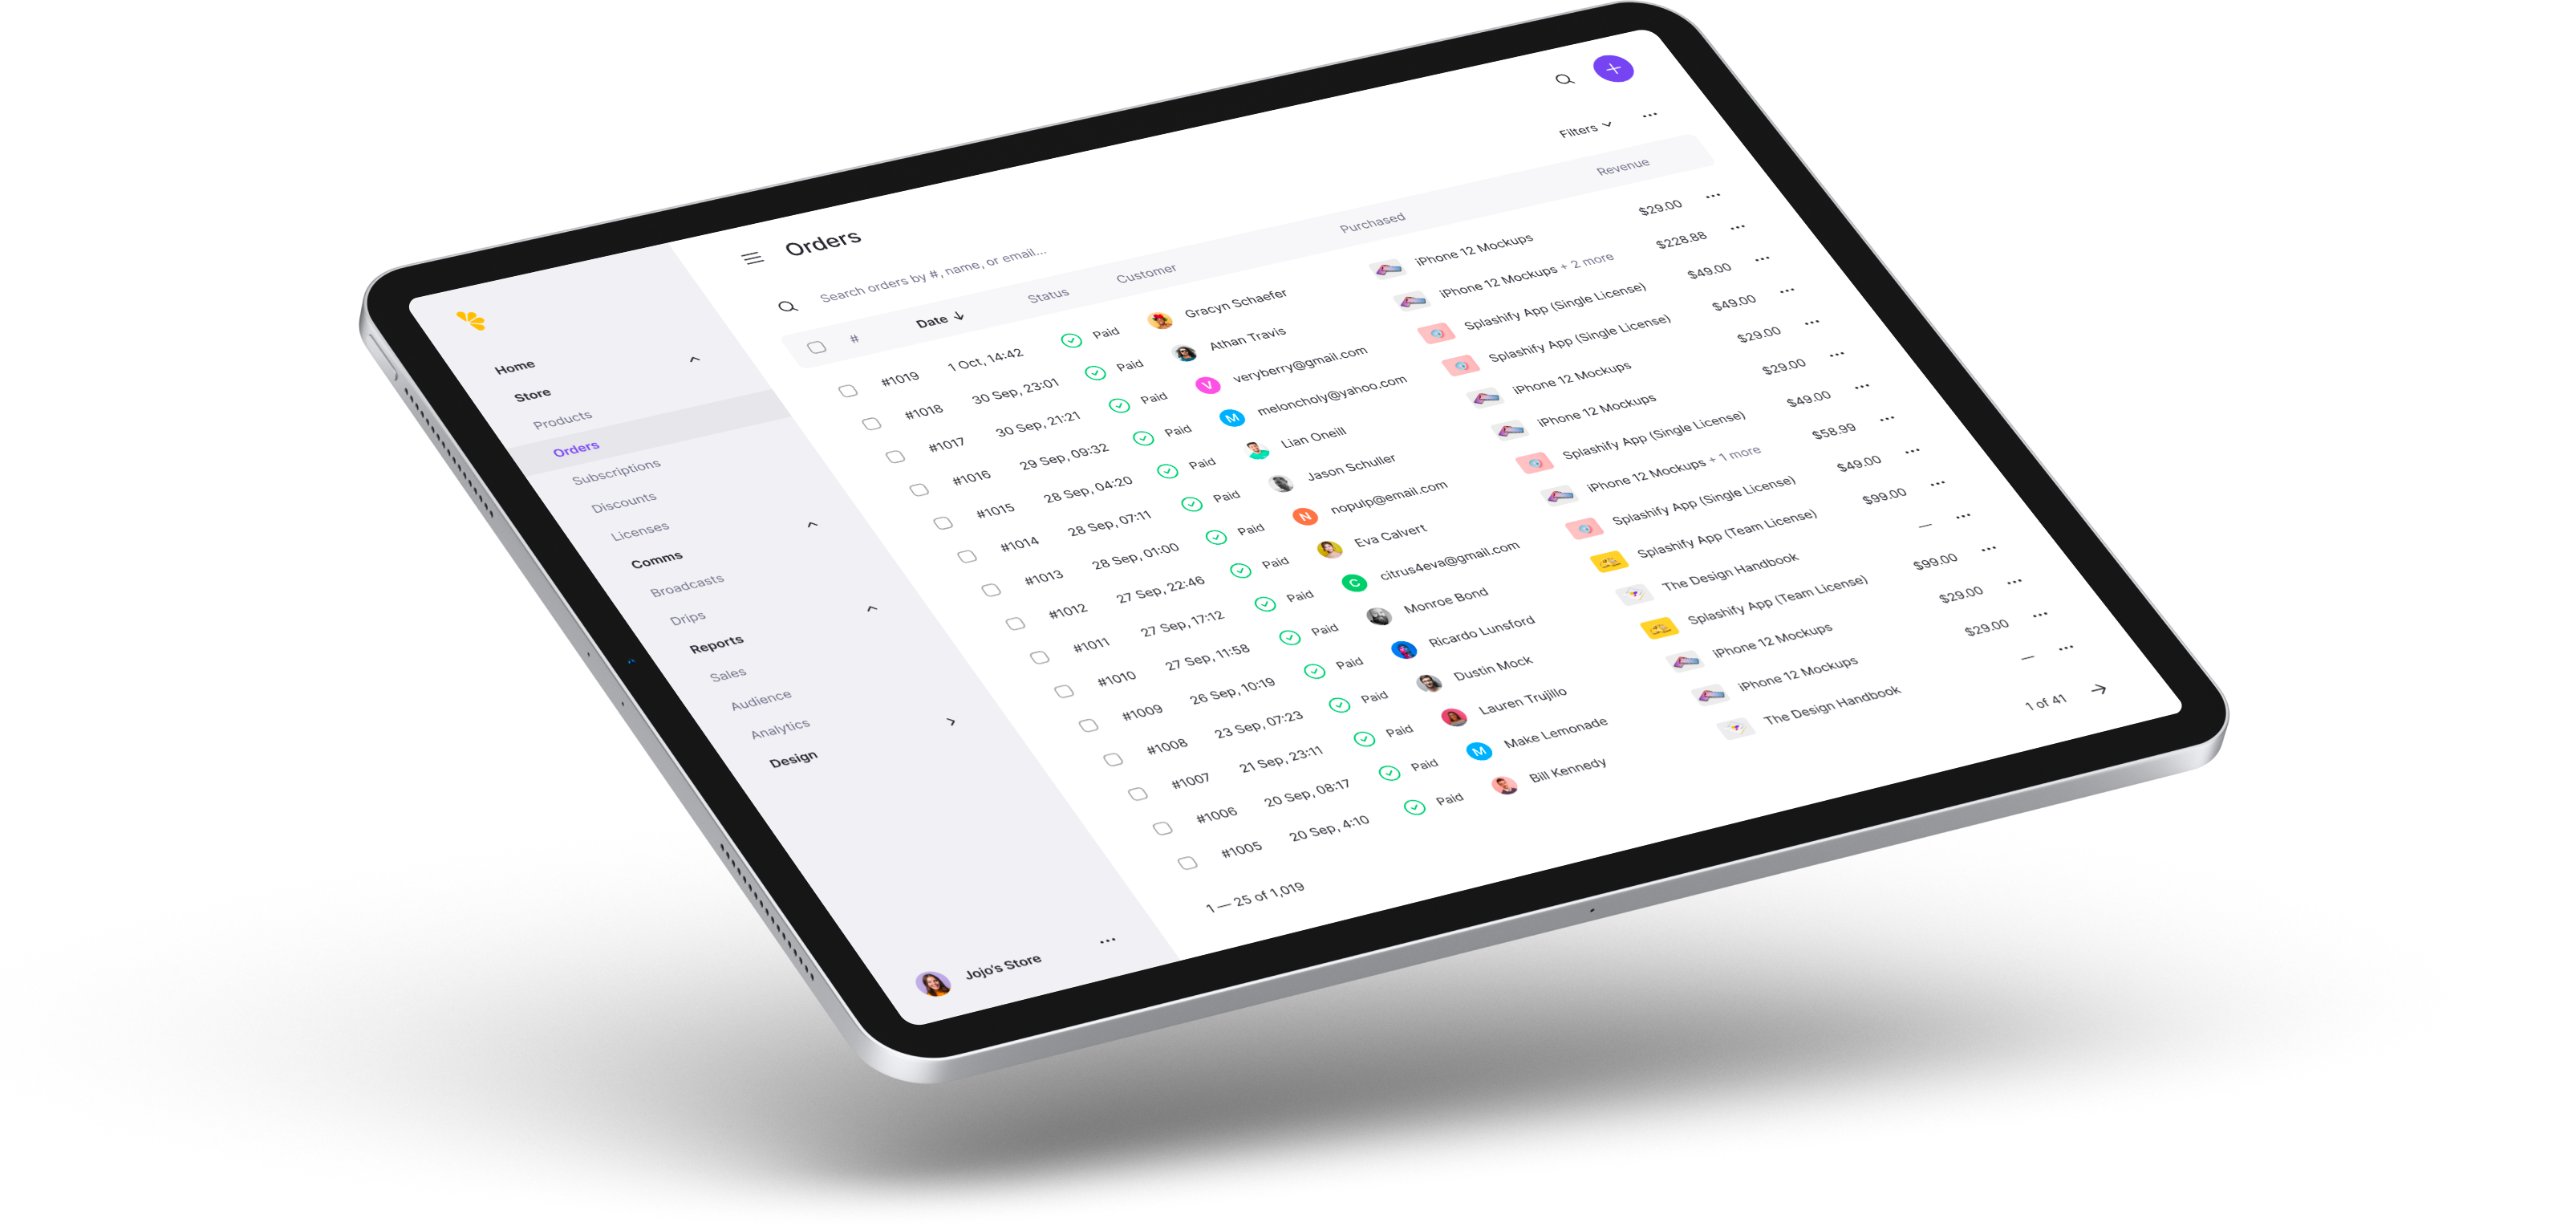 Orders
Search orders by #, name, or email...
Filters
# Date Status Customer Purchased Revenue
#1019 1 Oct, 14:42 Paid Gracyn Schaefer iPhone 12 Mockups $29.00
#1018 30 Sep, 23:01 Paid Athan Travis iPhone 12 Mockups + 2 more $228.88
#1017 30 Sep, 21:21 Paid V veryberry@gmail.com Splashify App (Single License) $49.00
#1016 29 Sep, 09:32 Paid M meloncholy@yahoo.com Splashify App (Single License) $49.00
#1015 28 Sep, 04:20 Paid Lian Oneill iPhone 12 Mockups $29.00
#1014 28 Sep, 07:11 Paid Jason Schuller iPhone 12 Mockups $29.00
#1013 28 Sep, 01:00 Paid N nopulp@email.com Splashify App (Single License) $49.00
#1012 27 Sep, 22:46 Paid Eva Calvert iPhone 12 Mockups + 1 more $58.99
#1011 27 Sep, 17:12 Paid C citrus4eva@gmail.com Splashify App (Single License) $49.00
#1010 27 Sep, 11:58 Paid Monroe Bond Splashify App (Team License) $99.00
#1009 26 Sep, 10:19 Paid Ricardo Lunsford The Design Handbook —
#1008 23 Sep, 07:23 Paid Dustin Mock Splashify App (Team License) $99.00
#1007 21 Sep, 23:11 Paid Lauren Trujillo iPhone 12 Mockups $29.00
#1006 20 Sep, 08:17 Paid M Make Lemonade iPhone 12 Mockups $29.00
#1005 20 Sep, 4:10 Paid Bill Kennedy The Design Handbook —
1 — 25 of 1,019
1 of 41
Home
Store
Products
Orders
Subscriptions
Discounts
Licenses
Comms
Broadcasts
Drips
Reports
Sales
Audience
Analytics
Design
Jojo's Store